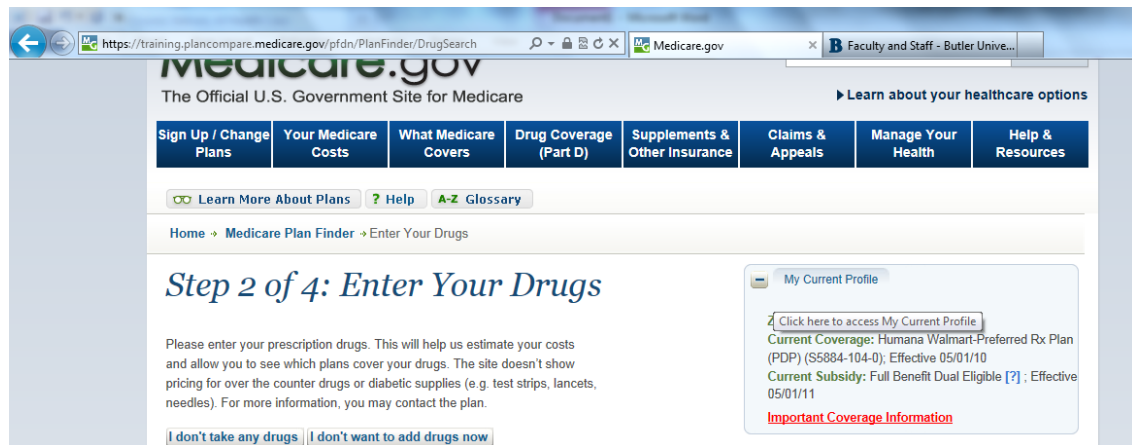 https://training.plancompare.medicare.gov/pfdn/PlanFinder/DrugSearch
Medicare.gov
B Faculty and Staff - Butler Unive...
Medicare.gov
The Official U.S. Government Site for Medicare
Learn about your healthcare options
Sign Up / Change Plans
Your Medicare Costs
What Medicare Covers
Drug Coverage (Part D)
Supplements & Other Insurance
Claims & Appeals
Manage Your Health
Help & Resources
Learn More About Plans ? Help A-Z Glossary
Home Medicare Plan Finder Enter Your Drugs
Step 2 of 4: Enter Your Drugs
Please enter your prescription drugs. This will help us estimate your costs
and allow you to see which plans cover your drugs. The site doesn't show
pricing for over the counter drugs or diabetic supplies (e.g. test strips, lancets,
needles). For more information, you may contact the plan.
I don't take any drugs I don't want to add drugs now
My Current Profile
Click here to access My Current Profile
Current Coverage: Humana Walmart-Preferred Rx Plan
(PDP) (S5884-104-0); Effective 05/01/10
Current Subsidy: Full Benefit Dual Eligible [?] ; Effective
05/01/11
Important Coverage Information